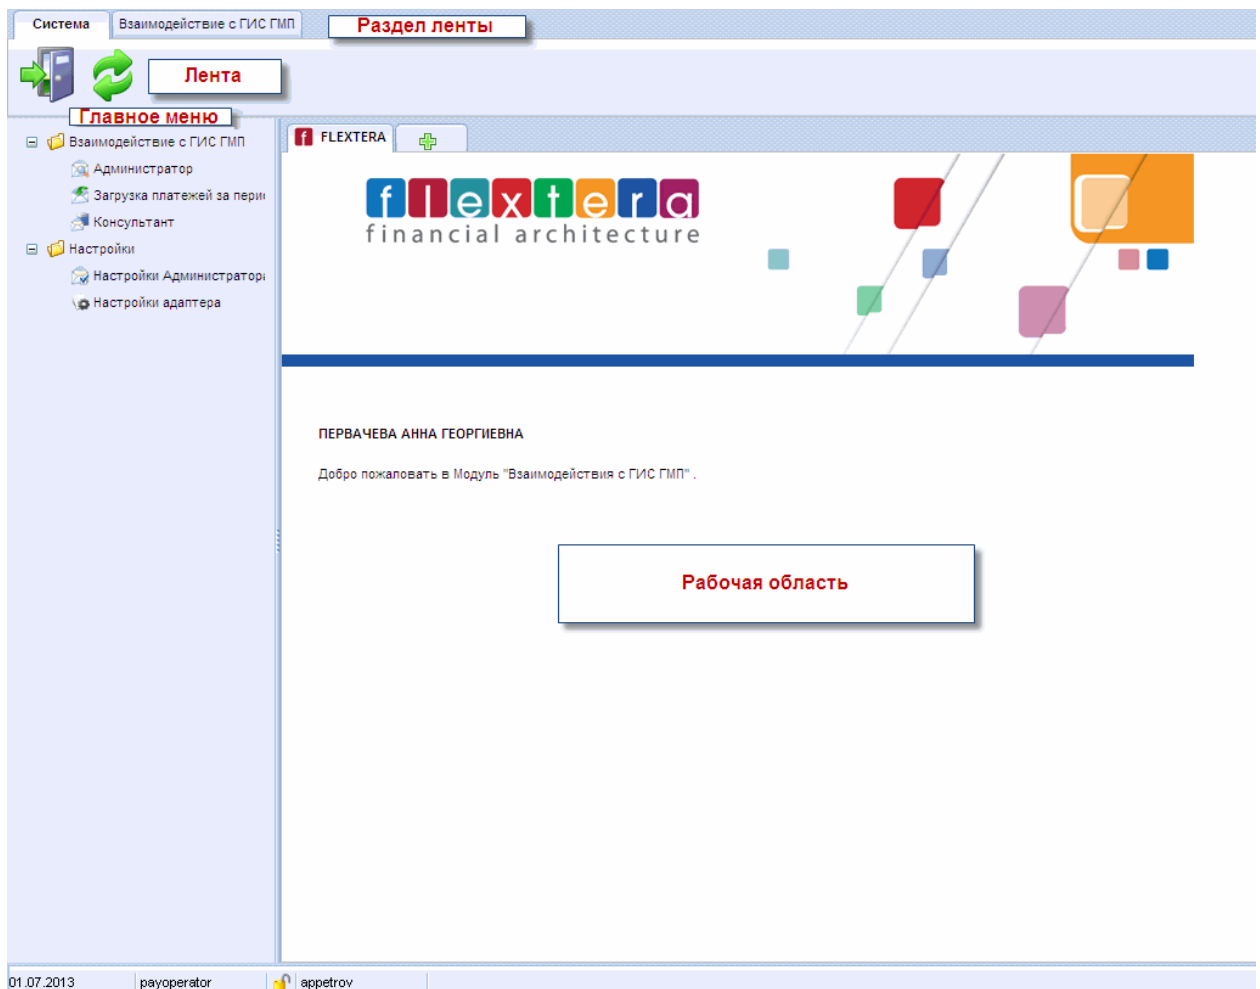 Система Взаимодействие с ГИС ГМП Раздел ленты
Лента
Главное меню
Взаимодействие с ГИС ГМП
Администратор
Загрузка платежей за пери
Консультант
Настройки
Настройки Администратора
Настройки адаптера
FLEXTERA
flextera
financial architecture
ПЕРВАЧЕВА АННА ГЕОРГИЕВНА
Добро пожаловать в Модуль "Взаимодействия с ГИС ГМП" .
Рабочая область
01.07.2013 payoperator appetrov